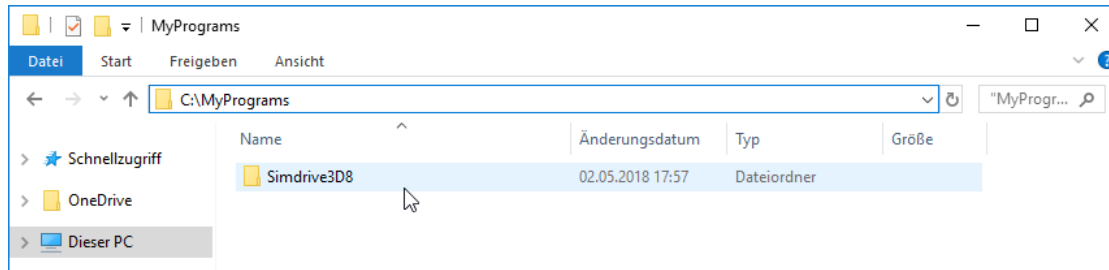 MyPrograms
Datei Start Freigeben Ansicht
C:\MyPrograms "MyProgr...
Name Änderungsdatum Typ Größe
Schnellzugriff
Simdrive3D8 02.05.2018 17:57 Dateiordner
OneDrive
Dieser PC